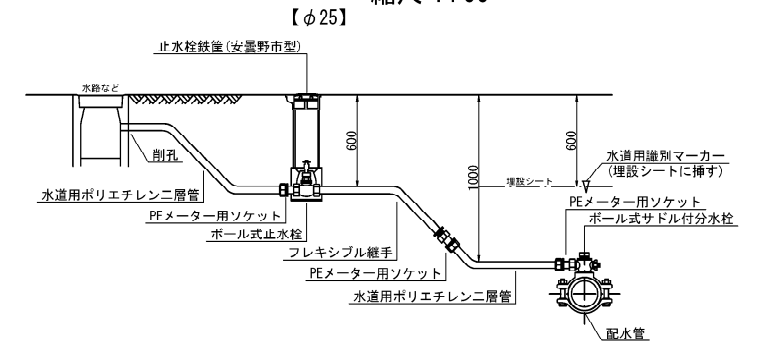 【φ25】
止水栓鉄筐(安曇野市型)
水路など
削孔
600
1000
600
水道用識別マーカー
(埋設シートに挿す)
埋設シート
水道用ポリエチレン二層管
PEメーター用ソケット
PEメーター用ソケット
ボール式サドル付分水栓
ボール式止水栓
フレキシブル継手
PEメーター用ソケット
水道用ポリエチレン二層管
配水管